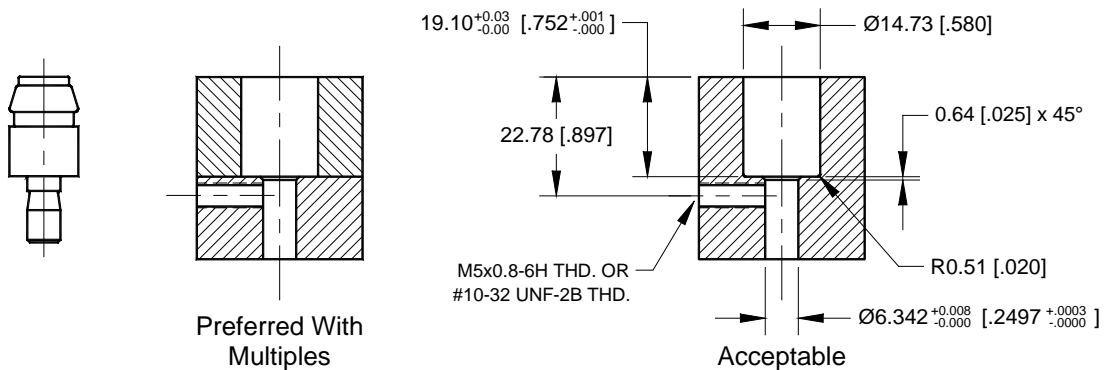 19.10 +0.03 -0.00 [.752 +.001 -.000 ]
Ø14.73 [.580]
22.78 [.897]
0.64 [.025] x 45°
M5x0.8-6H THD. OR
#10-32 UNF-2B THD.
R0.51 [.020]
Ø6.342 +0.008 -0.000 [.2497 +.0003 -.0000 ]
Preferred With
Multiples
Acceptable